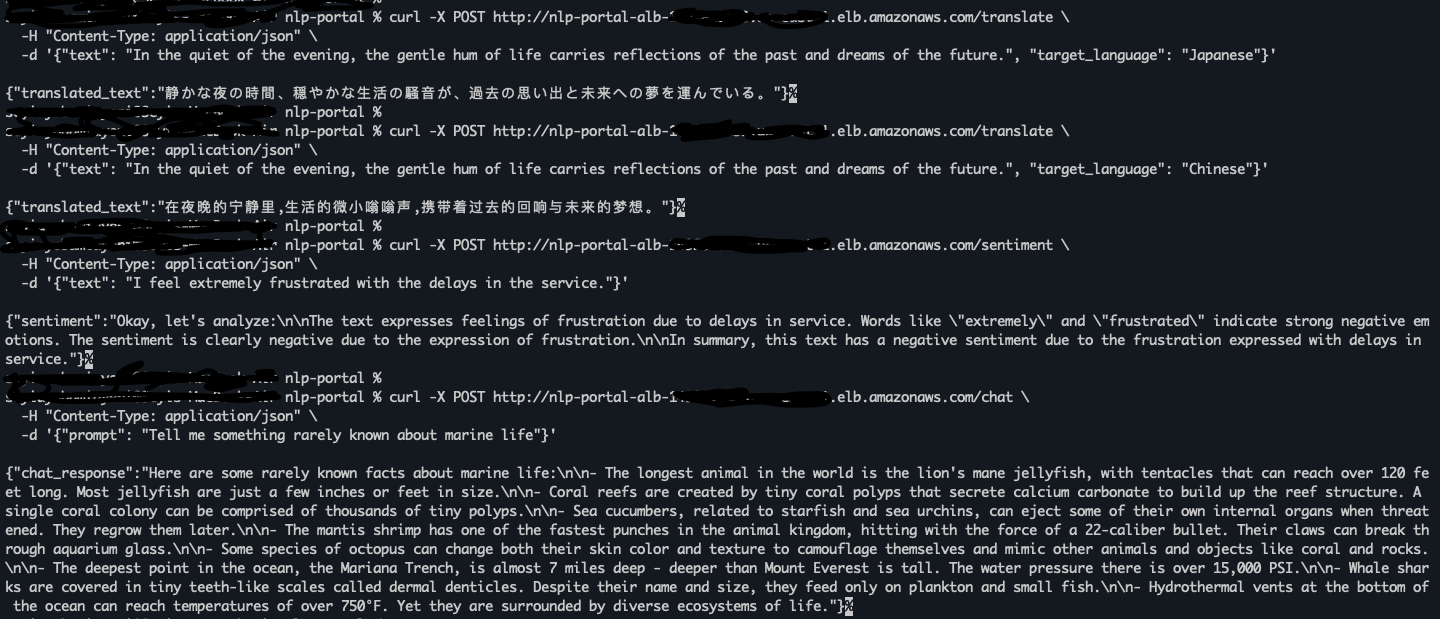 nlp-portal % curl -X POST http://nlp-portal-alb- .elb.amazonaws.com/translate \
-H "Content-Type: application/json" \
-d '{"text": "In the quiet of the evening, the gentle hum of life carries reflections of the past and dreams of the future.", "target_language": "Japanese"}'
{"translated_text":"静かな夜の時間、穏やかな生活の騒音が、過去の思い出と未来への夢を運んでいる。"}%
nlp-portal %
nlp-portal % curl -X POST http://nlp-portal-alb-1 .elb.amazonaws.com/translate \
-H "Content-Type: application/json" \
-d '{"text": "In the quiet of the evening, the gentle hum of life carries reflections of the past and dreams of the future.", "target_language": "Chinese"}'
{"translated_text":"在夜晚的宁静里,生活的微小嗡嗡声,携带着过去的回响与未来的梦想。"}%
nlp-portal %
nlp-portal % curl -X POST http://nlp-portal-alb- .elb.amazonaws.com/sentiment \
-H "Content-Type: application/json" \
-d '{"text": "I feel extremely frustrated with the delays in the service."}'
{"sentiment":"Okay, let's analyze:\n\nThe text expresses feelings of frustration due to delays in service. Words like \"extremely\" and \"frustrated\" indicate strong negative em
otions. The sentiment is clearly negative due to the expression of frustration.\n\nIn summary, this text has a negative sentiment due to the frustration expressed with delays in
service."}%
nlp-portal %
nlp-portal % curl -X POST http://nlp-portal-alb-1 .elb.amazonaws.com/chat \
-H "Content-Type: application/json" \
-d '{"prompt": "Tell me something rarely known about marine life"}'
{"chat_response":"Here are some rarely known facts about marine life:\n\n- The longest animal in the world is the lion's mane jellyfish, with tentacles that can reach over 120 fe
et long. Most jellyfish are just a few inches or feet in size.\n\n- Coral reefs are created by tiny coral polyps that secrete calcium carbonate to build up the reef structure. A
single coral colony can be comprised of thousands of tiny polyps.\n\n- Sea cucumbers, related to starfish and sea urchins, can eject some of their own internal organs when threat
ened. They regrow them later.\n\n- The mantis shrimp has one of the fastest punches in the animal kingdom, hitting with the force of a 22-caliber bullet. Their claws can break th
rough aquarium glass.\n\n- Some species of octopus can change both their skin color and texture to camouflage themselves and mimic other animals and objects like coral and rocks.
\n\n- The deepest point in the ocean, the Mariana Trench, is almost 7 miles deep - deeper than Mount Everest is tall. The water pressure there is over 15,000 PSI.\n\n- Whale shar
ks are covered in tiny teeth-like scales called dermal denticles. Despite their name and size, they feed only on plankton and small fish.\n\n- Hydrothermal vents at the bottom of
the ocean can reach temperatures of over 750°F. Yet they are surrounded by diverse ecosystems of life."}%